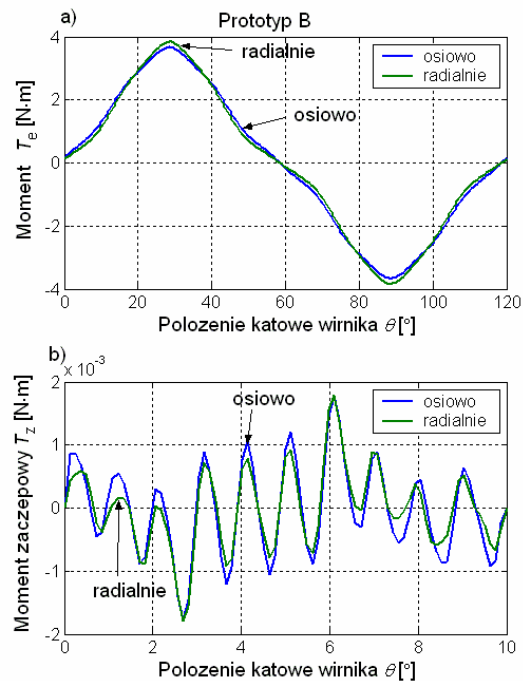 a)
Prototyp B
4
2
0
-2
-4
Moment Te [N·m]
radialnie
osiowo
osiowo
radialnie
0 20 40 60 80 100 120
Polozenie katowe wirnika θ [°]
b)
x 10⁻³
2
1
0
-1
-2
Moment zaczepowy Tz [N·m]
osiowo
radialnie
osiowo
radialnie
0 2 4 6 8 10
Polozenie katowe wirnika θ [°]